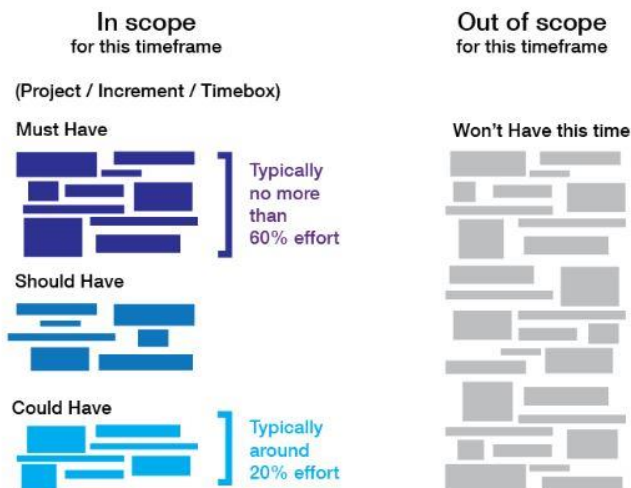 In scope
for this timeframe
(Project / Increment / Timebox)
Must Have
Typically
no more
than
60% effort
Should Have
Could Have
Typically
around
20% effort
Out of scope
for this timeframe
Won't Have this time